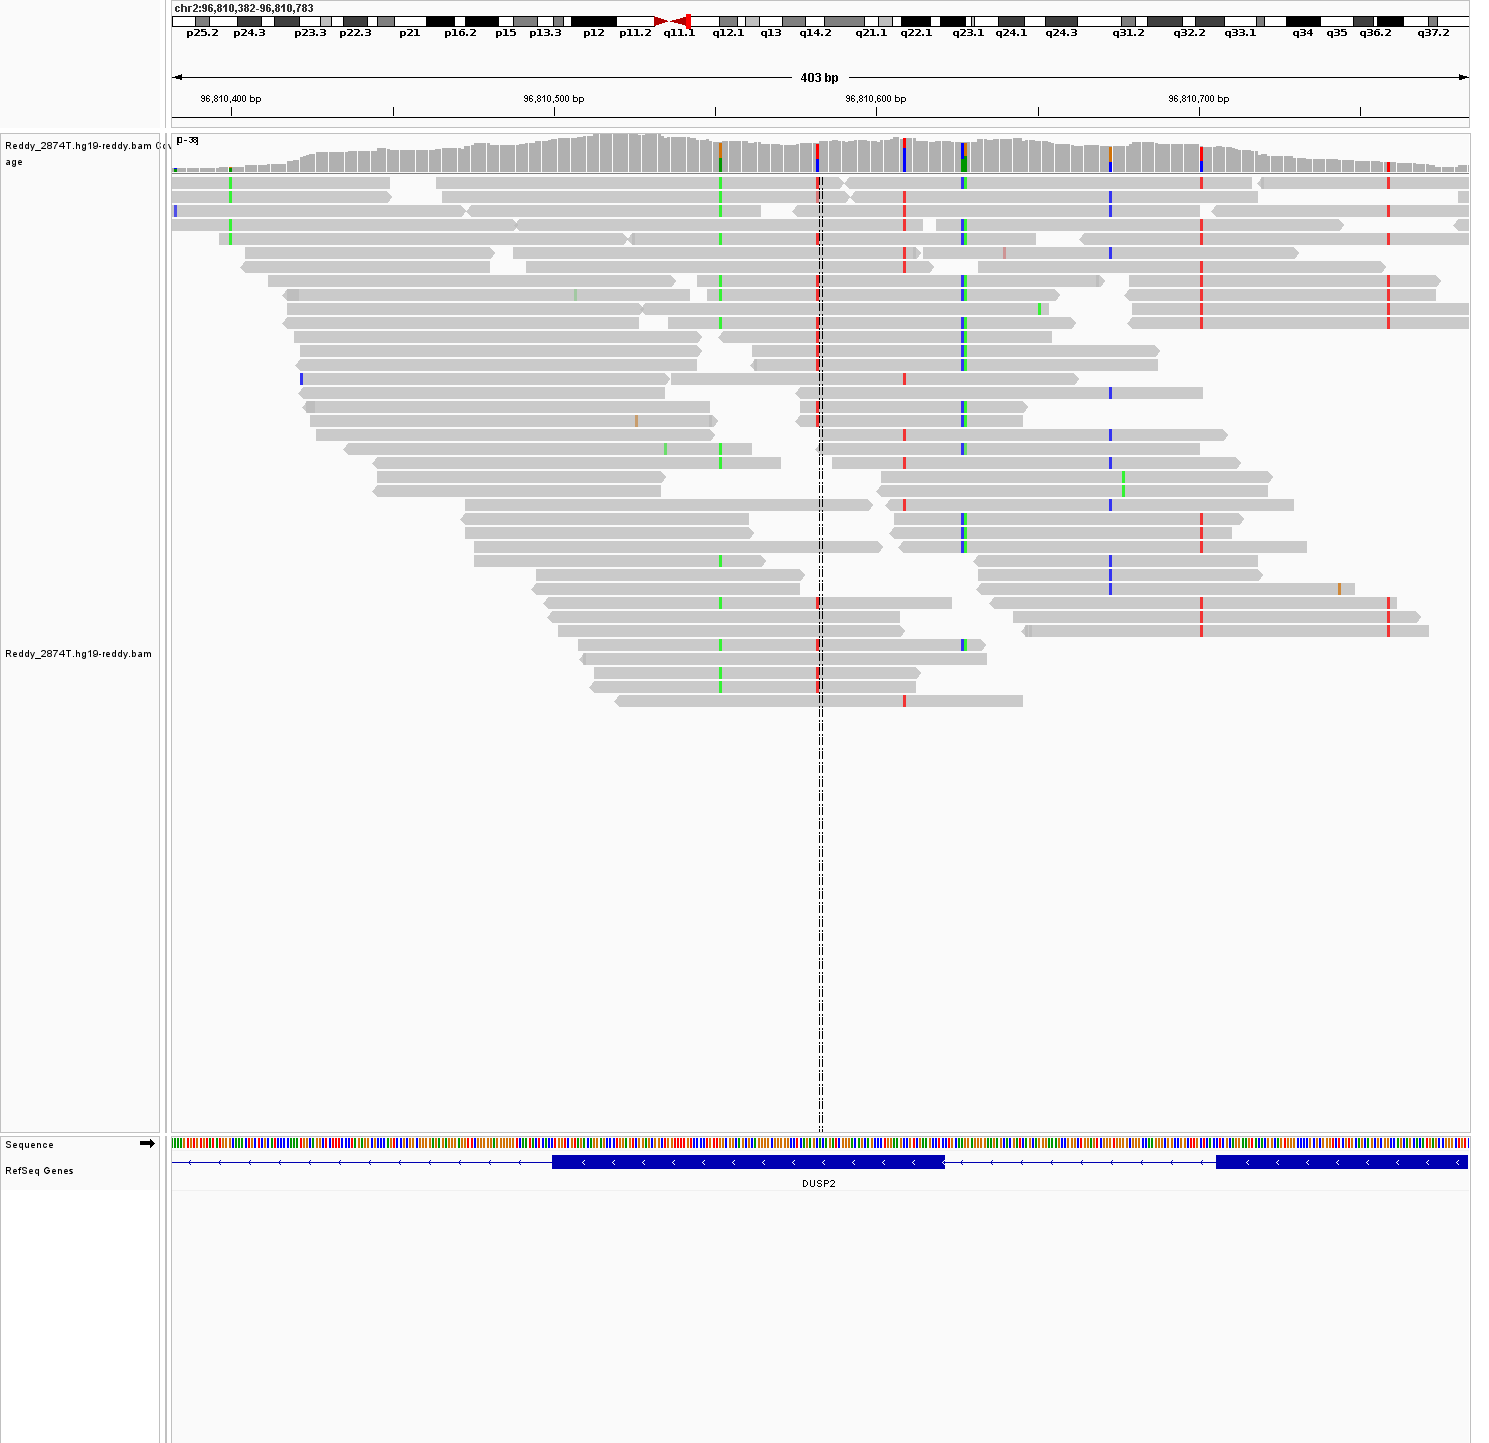 chr2:96,810,382-96,810,783
p25.2 p24.3 p23.3 p22.3 p21 p16.2 p15 p13.3 p12 p11.2 q11.1 q12.1 q13 q14.2 q21.1 q22.1 q23.1 q24.1 q24.3 q31.2 q32.2 q33.1 q34 q35 q36.2 q37.2
403 bp
96,810,400 bp 96,810,500 bp 96,810,600 bp 96,810,700 bp
Reddy_2874T.hg19-reddy.bam Cov
age
[0 - 38]
Reddy_2874T.hg19-reddy.bam
Sequence
RefSeq Genes
DUSP2